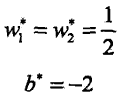 w₁* = w₂* = 1/2
b* = -2